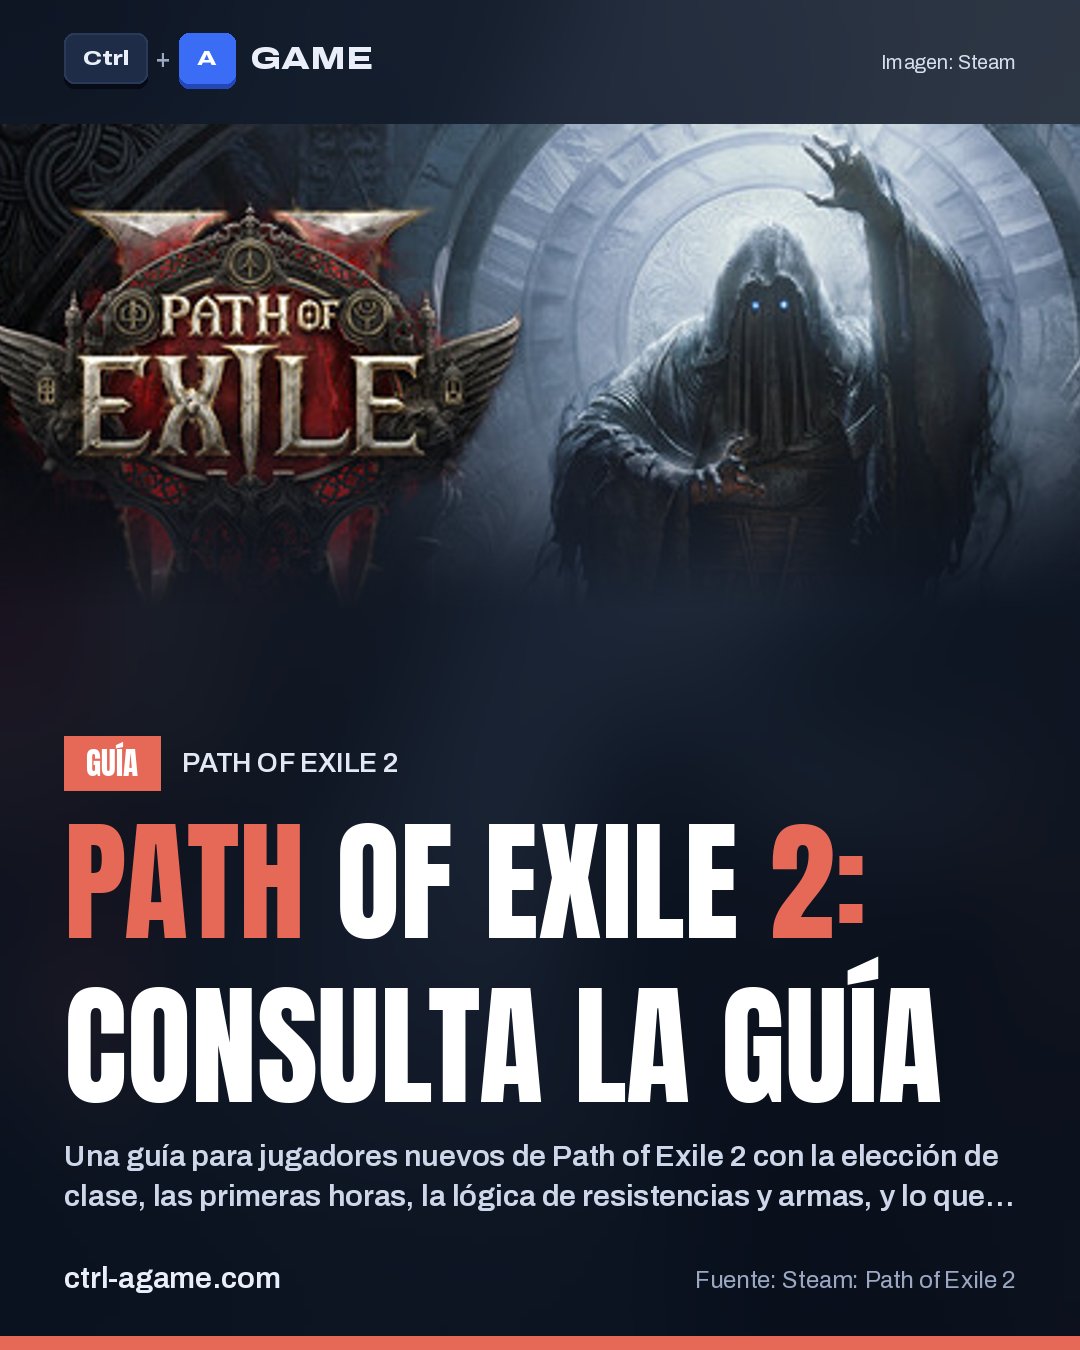 Ctrl + A GAME
Imagen: Steam
PATH OF
EXILE
GUÍA
PATH OF EXILE 2
PATH OF EXILE 2:
CONSULTA LA GUÍA
Una guía para jugadores nuevos de Path of Exile 2 con la elección de
clase, las primeras horas, la lógica de resistencias y armas, y lo que...
ctrl-agame.com
Fuente: Steam: Path of Exile 2